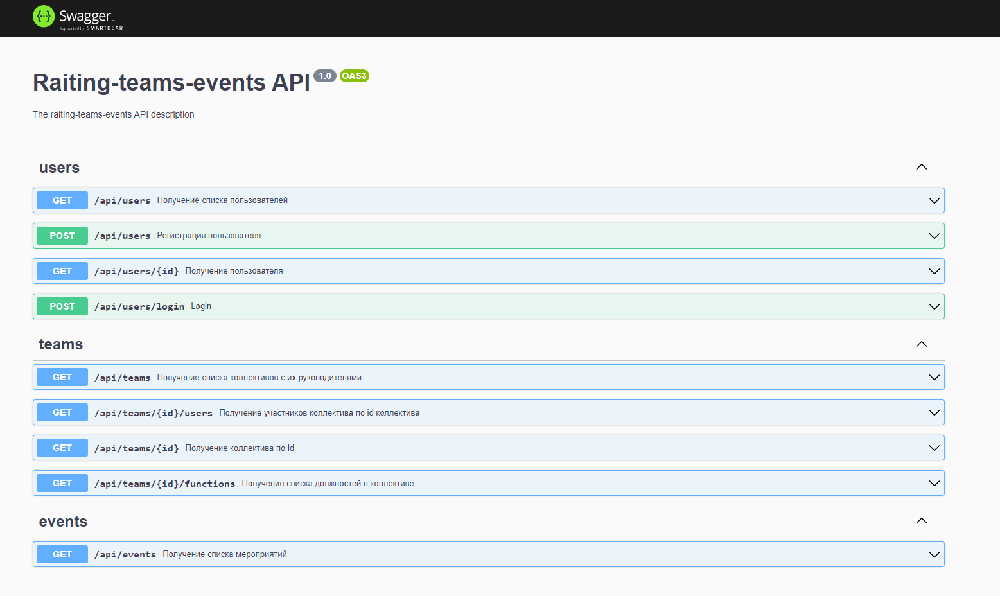 Swagger
Supported by SMARTBEAR
Raiting-teams-events API 1.0 OAS3
The raiting-teams-events API description
users
GET /api/users Получение списка пользователей
POST /api/users Регистрация пользователя
GET /api/users/{id} Получение пользователя
POST /api/users/login Login
teams
GET /api/teams Получение списка коллективов с их руководителями
GET /api/teams/{id}/users Получение участников коллектива по id коллектива
GET /api/teams/{id} Получение коллектива по id
GET /api/teams/{id}/functions Получение списка должностей в коллективе
events
GET /api/events Получение списка мероприятий